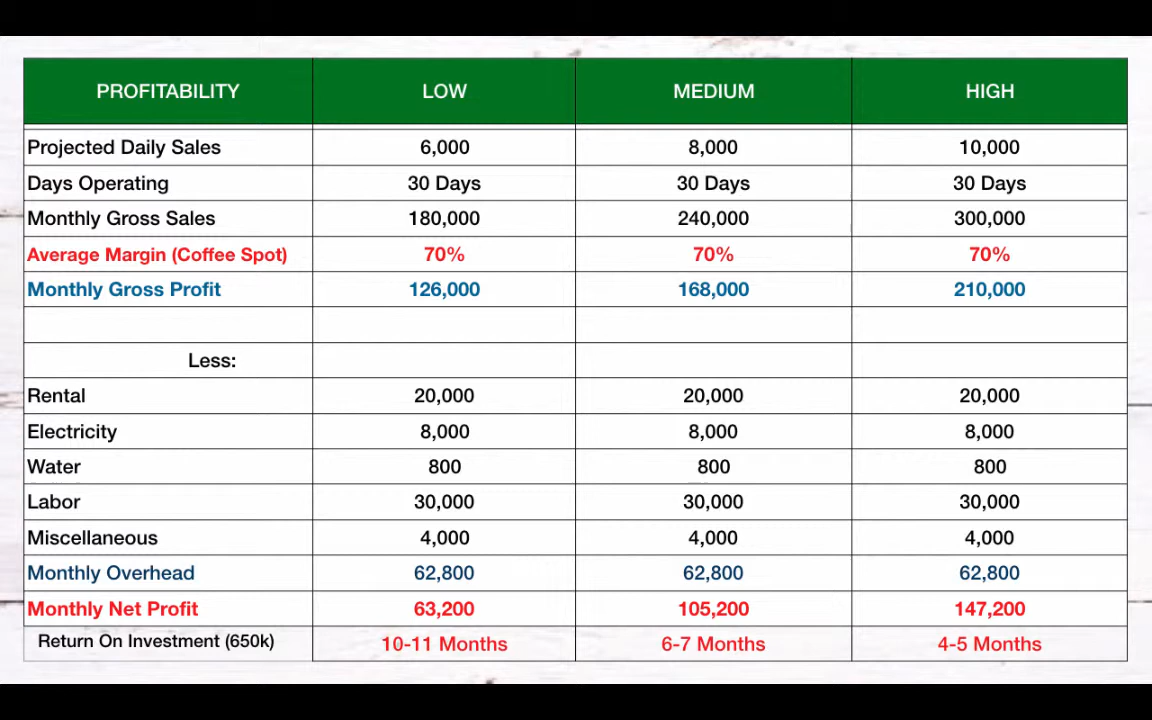 PROFITABILITY LOW MEDIUM HIGH
Projected Daily Sales 6,000 8,000 10,000
Days Operating 30 Days 30 Days 30 Days
Monthly Gross Sales 180,000 240,000 300,000
Average Margin (Coffee Spot) 70% 70% 70%
Monthly Gross Profit 126,000 168,000 210,000
Less:
Rental 20,000 20,000 20,000
Electricity 8,000 8,000 8,000
Water 800 800 800
Labor 30,000 30,000 30,000
Miscellaneous 4,000 4,000 4,000
Monthly Overhead 62,800 62,800 62,800
Monthly Net Profit 63,200 105,200 147,200
Return On Investment (650k) 10-11 Months 6-7 Months 4-5 Months